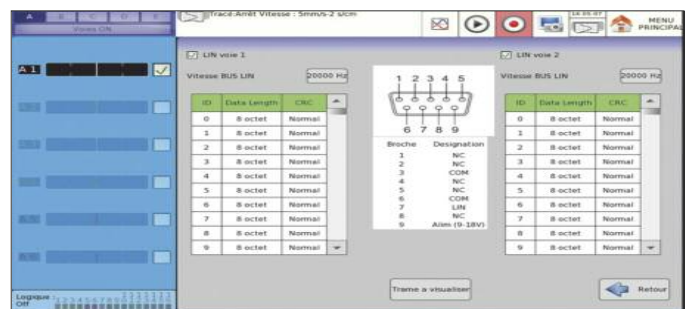 A B C D E
Voies ON
Tracé:Arrêt Vitesse : 5mm/s-2 s/cm
MENU
PRINCIPAL
A1
LIN voie 1
Vitesse BUS LIN 20000 Hz
ID Data Length CRC
0 8 octet Normal
1 8 octet Normal
2 8 octet Normal
3 8 octet Normal
4 8 octet Normal
5 8 octet Normal
6 8 octet Normal
7 8 octet Normal
8 8 octet Normal
9 8 octet Normal
1 2 3 4 5
6 7 8 9
Broche Designation
1 NC
2 NC
3 COM
4 NC
5 NC
6 COM
7 LIN
8 NC
9 Alim (9-18V)
LIN voie 2
Vitesse BUS LIN 20000 Hz
ID Data Length CRC
0 8 octet Normal
1 8 octet Normal
2 8 octet Normal
3 8 octet Normal
4 8 octet Normal
5 8 octet Normal
6 8 octet Normal
7 8 octet Normal
8 8 octet Normal
9 8 octet Normal
Trame a visualiser
Retour
Logique
Off